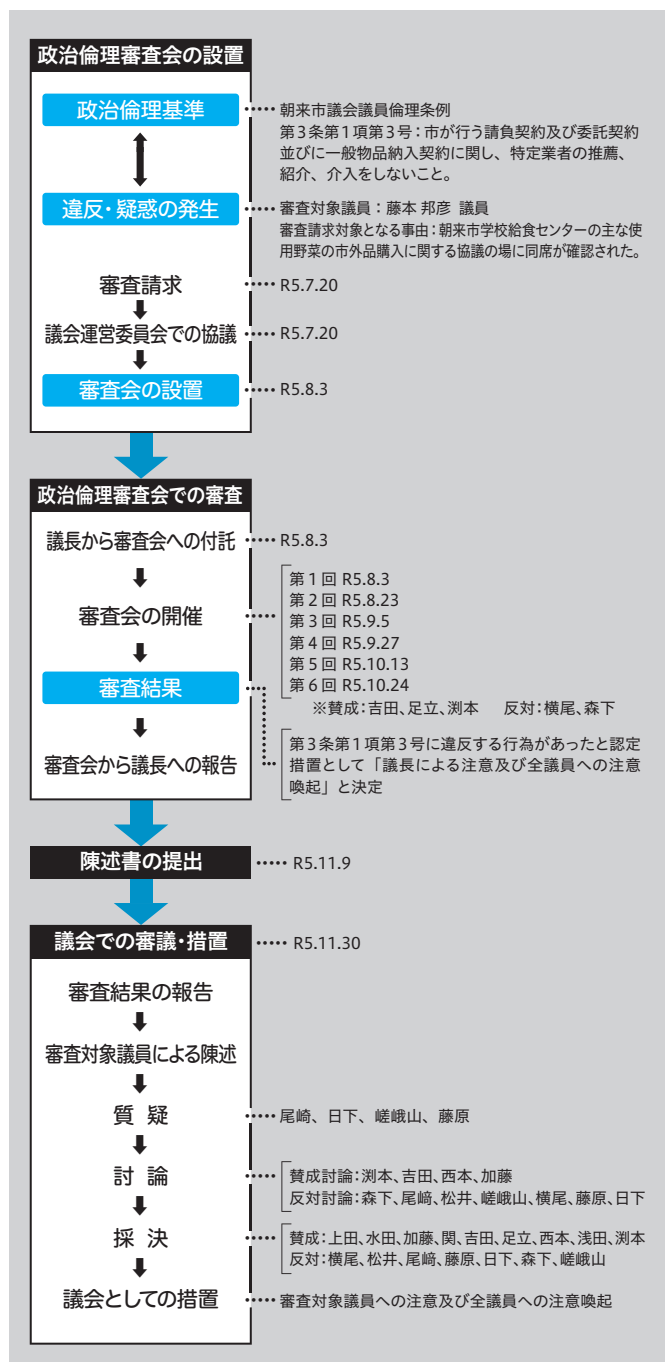 政治倫理審査会の設置
政治倫理基準
朝来市議会議員倫理条例
第3条第1項第3号：市が行う請負契約及び委託契約
並びに一般物品納入契約に関し、特定業者の推薦、
紹介、介入をしないこと。
違反・疑惑の発生
審査対象議員：藤本 邦彦 議員
審査請求対象となる事由：朝来市学校給食センターの主な使
用野菜の市外品購入に関する協議の場に同席が確認された。
審査請求
R5.7.20
議会運営委員会での協議
R5.7.20
審査会の設置
R5.8.3
政治倫理審査会での審査
議長から審査会への付託
R5.8.3
審査会の開催
第1回 R5.8.3
第2回 R5.8.23
第3回 R5.9.5
第4回 R5.9.27
第5回 R5.10.13
第6回 R5.10.24
※賛成：吉田、足立、渕本　反対：横尾、森下
審査結果
第3条第1項第3号に違反する行為があったと認定
措置として「議長による注意及び全議員への注意
喚起」と決定
審査会から議長への報告
陳述書の提出
R5.11.9
議会での審議・措置
R5.11.30
審査結果の報告
審査対象議員による陳述
質 疑
尾崎、日下、嵯峨山、藤原
討 論
賛成討論：渕本、吉田、西本、加藤
反対討論：森下、尾﨑、松井、嵯峨山、横尾、藤原、日下
採 決
賛成：上田、水田、加藤、関、吉田、足立、西本、浅田、渕本
反対：横尾、松井、尾﨑、藤原、日下、森下、嵯峨山
議会としての措置
審査対象議員への注意及び全議員への注意喚起